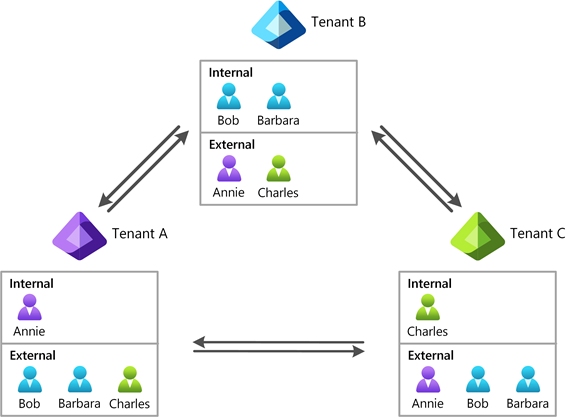 Tenant B
Internal
Bob Barbara
External
Annie Charles
Tenant A
Internal
Annie
External
Bob Barbara Charles
Tenant C
Internal
Charles
External
Annie Bob Barbara